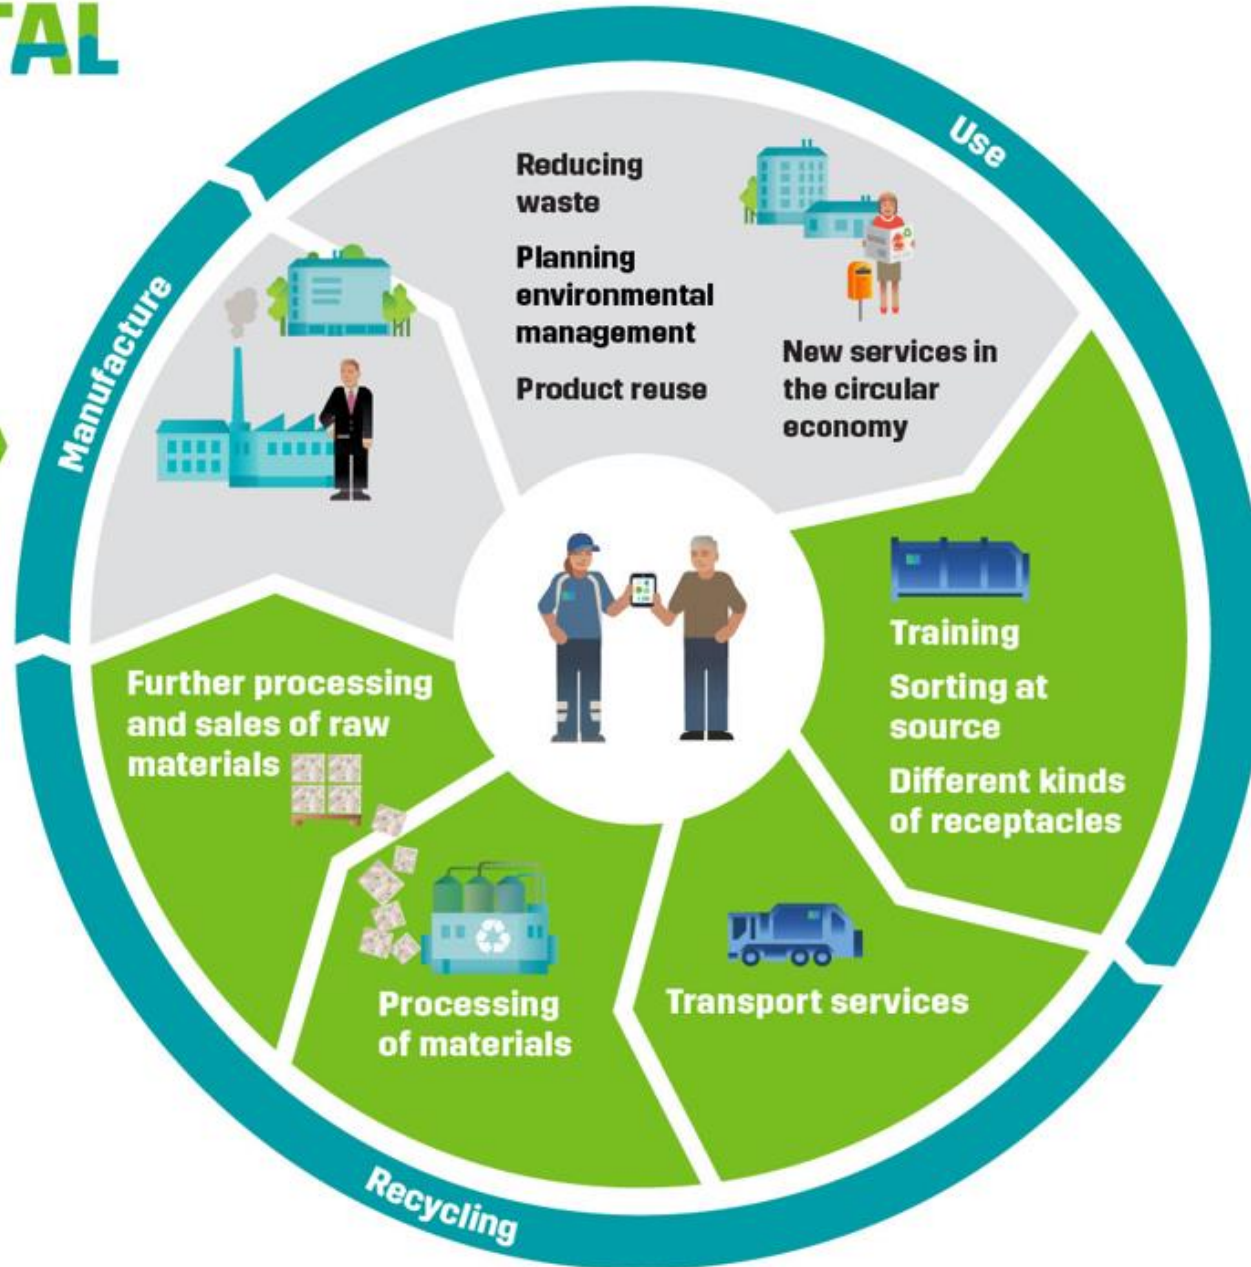 TAL
Use
Manufacture
Reducing
waste
Planning
environmental
management
Product reuse
New services in
the circular
economy
Training
Sorting at
source
Different kinds
of receptacles
Further processing
and sales of raw
materials
Processing
of materials
Transport services
Recycling